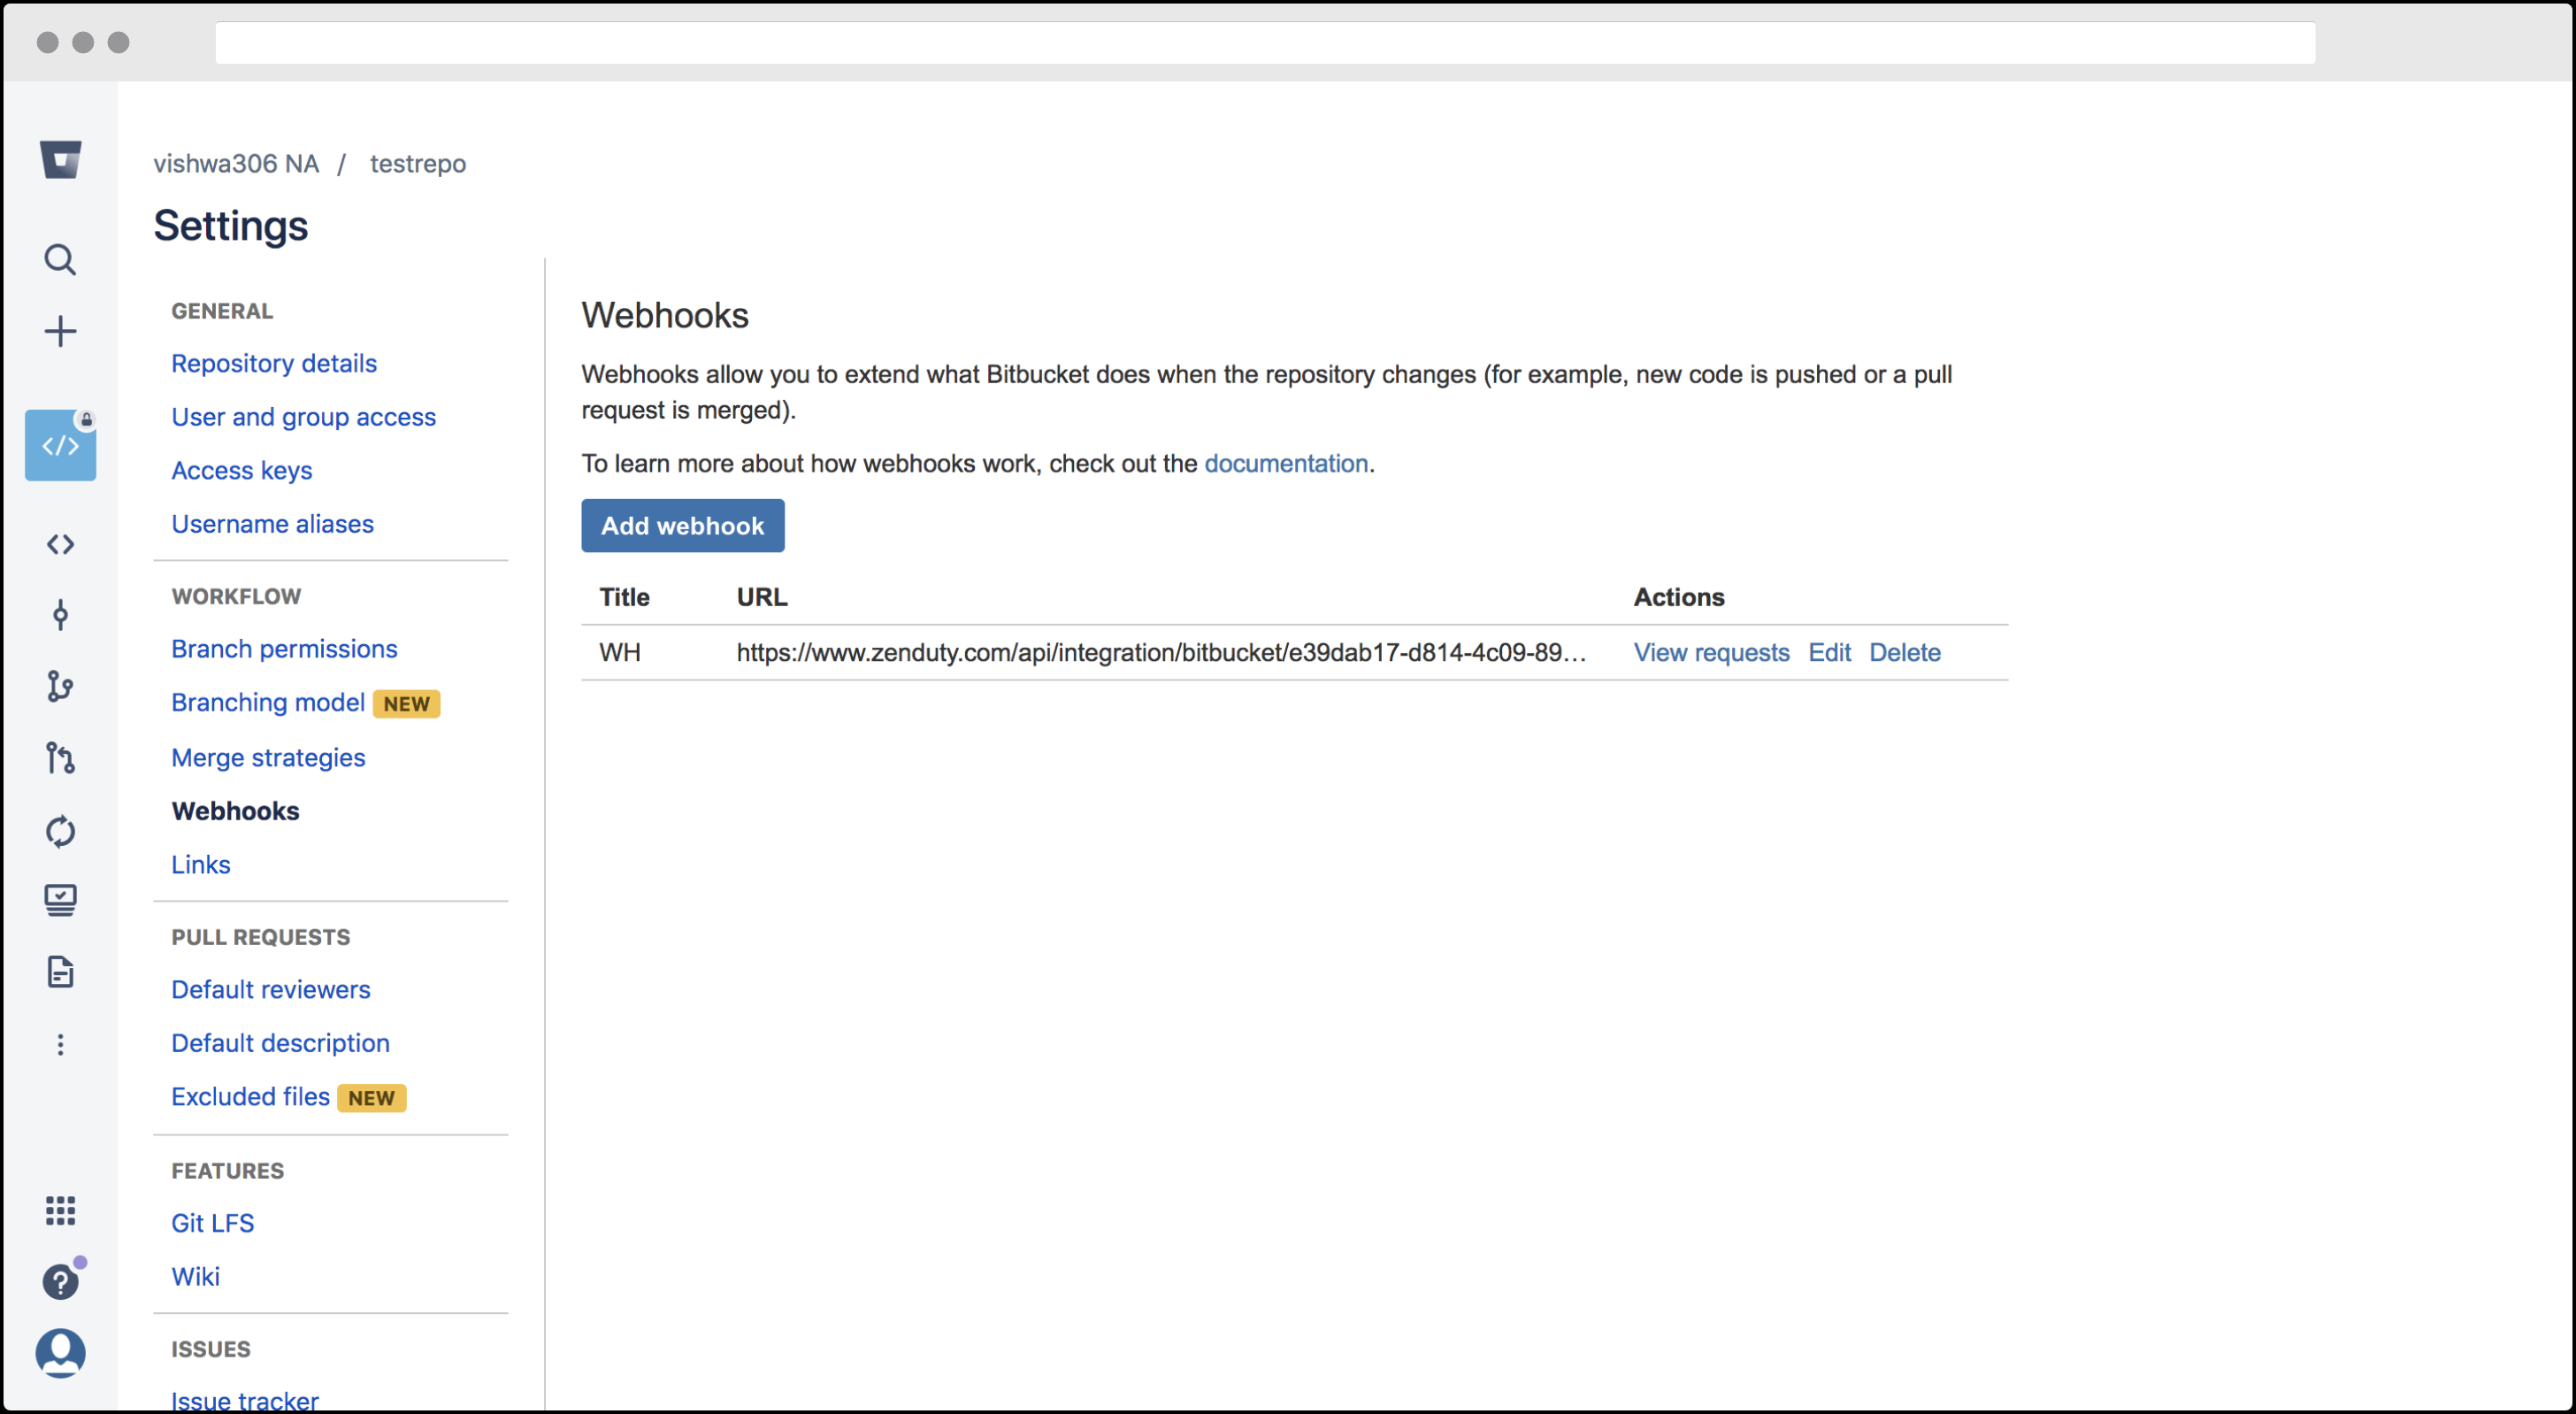 vishwa306 NA / testrepo
Settings
GENERAL
Repository details
User and group access
Access keys
Username aliases
WORKFLOW
Branch permissions
Branching model NEW
Merge strategies
Webhooks
Links
PULL REQUESTS
Default reviewers
Default description
Excluded files NEW
FEATURES
Git LFS
Wiki
ISSUES
Issue tracker
Webhooks
Webhooks allow you to extend what Bitbucket does when the repository changes (for example, new code is pushed or a pull
request is merged).
To learn more about how webhooks work, check out the documentation.
Add webhook
Title URL Actions
WH https://www.zenduty.com/api/integration/bitbucket/e39dab17-d814-4c09-89... View requests Edit Delete